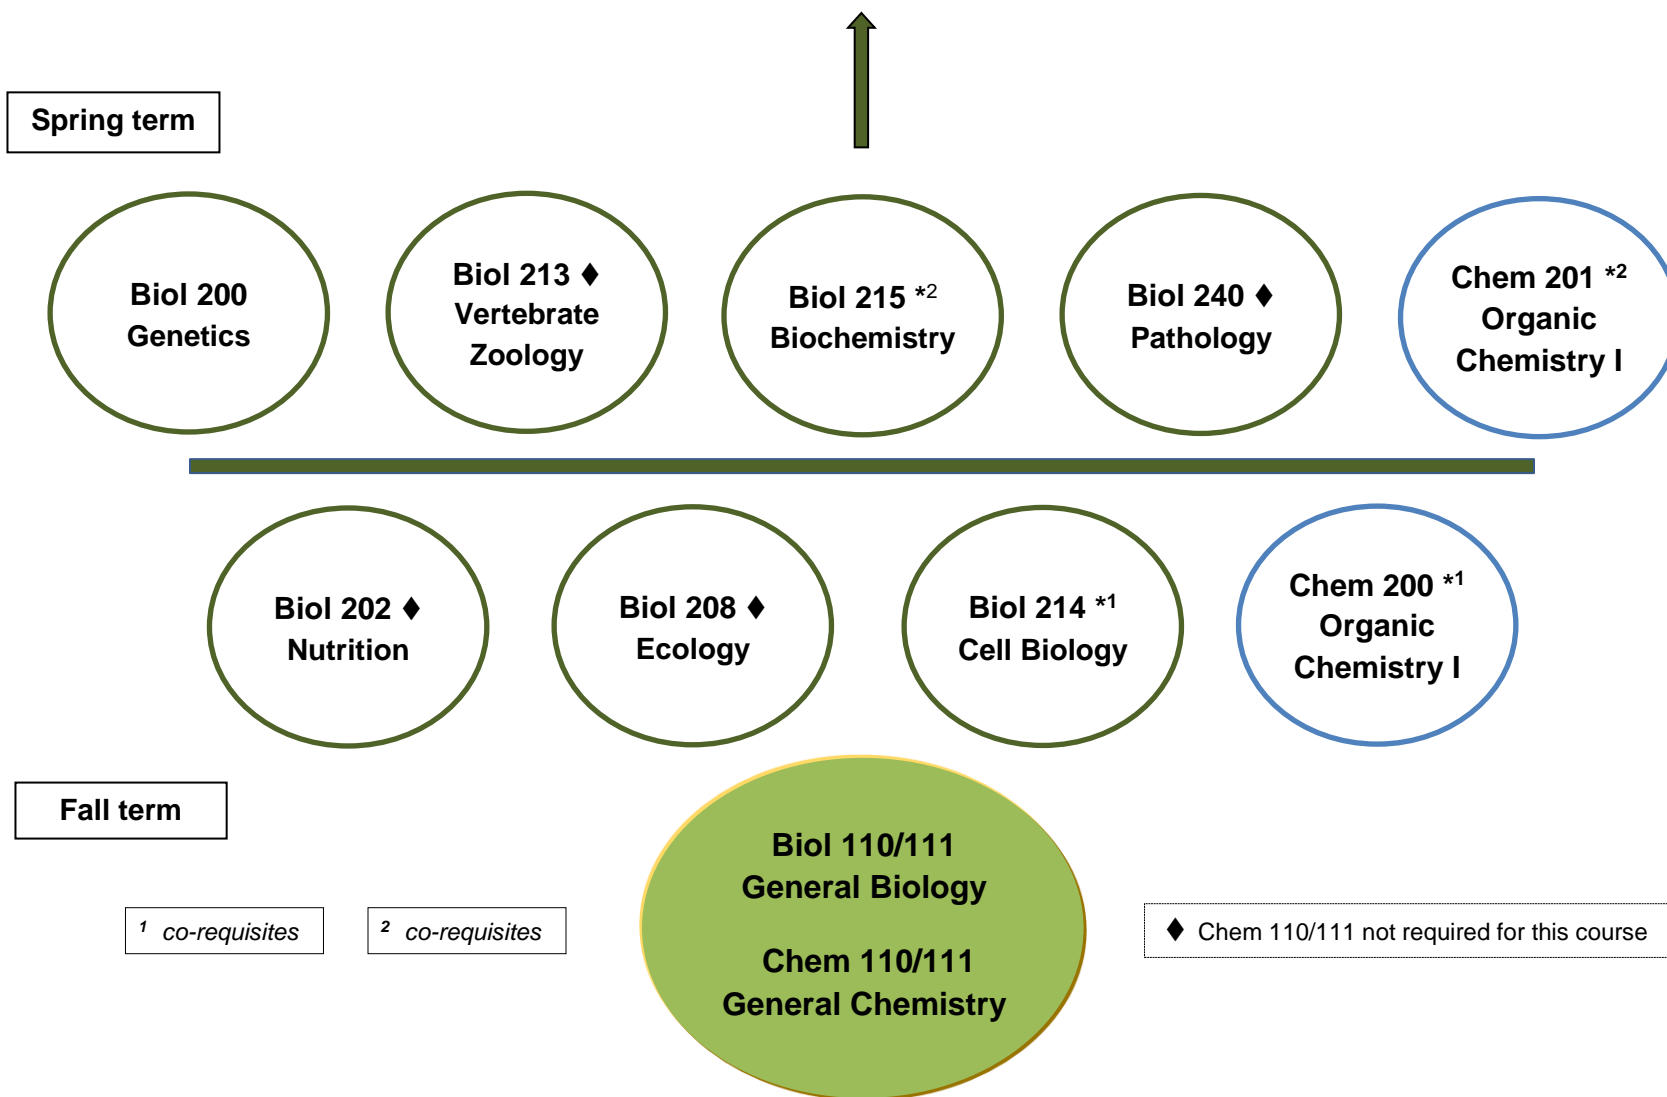 Spring term
Biol 200
Genetics
Biol 213 ♦
Vertebrate
Zoology
Biol 215 *2
Biochemistry
Biol 240 ♦
Pathology
Chem 201 *2
Organic
Chemistry I
Biol 202 ♦
Nutrition
Biol 208 ♦
Ecology
Biol 214 *1
Cell Biology
Chem 200 *1
Organic
Chemistry I
Fall term
Biol 110/111
General Biology
Chem 110/111
General Chemistry
1 co-requisites
2 co-requisites
♦ Chem 110/111 not required for this course